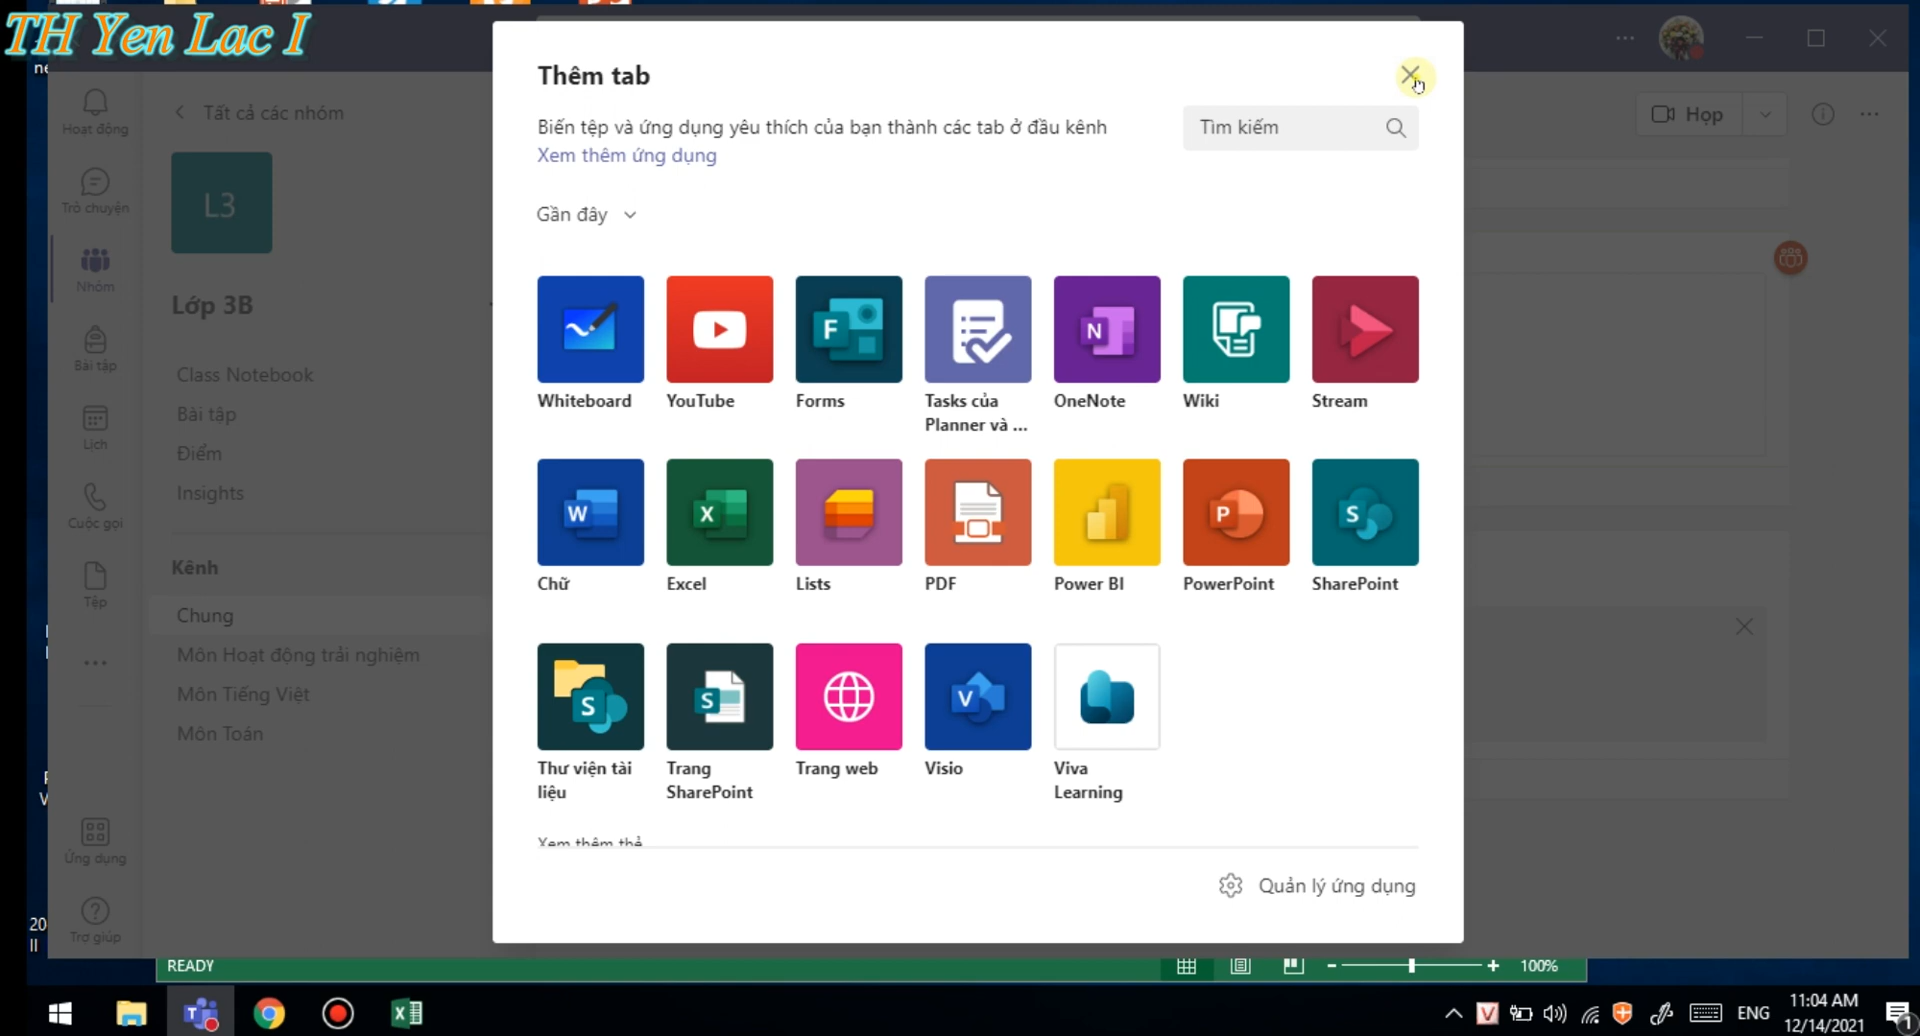 TH Yen Lac I
Thêm tab
Biến tệp và ứng dụng yêu thích của bạn thành các tab ở đầu kênh
Xem thêm ứng dụng
Tìm kiếm
Gần đây
Whiteboard
YouTube
Forms
Tasks của
Planner và ...
OneNote
Wiki
Stream
Chữ
Excel
Lists
PDF
Power BI
PowerPoint
SharePoint
Thư viện tài
liệu
Trang
SharePoint
Trang web
Visio
Viva
Learning
Xem thêm thẻ
Quản lý ứng dụng
Hoạt động
Trò chuyện
Nhóm
Bài tập
Lịch
Cuộc gọi
Tệp
Ứng dụng
Trợ giúp
Tất cả các nhóm
L3
Lớp 3B
Class Notebook
Bài tập
Điểm
Insights
Kênh
Chung
Môn Hoạt động trải nghiệm
Môn Tiếng Việt
Môn Toán
Họp
READY
100%
ENG
11:04 AM
12/14/2021
1